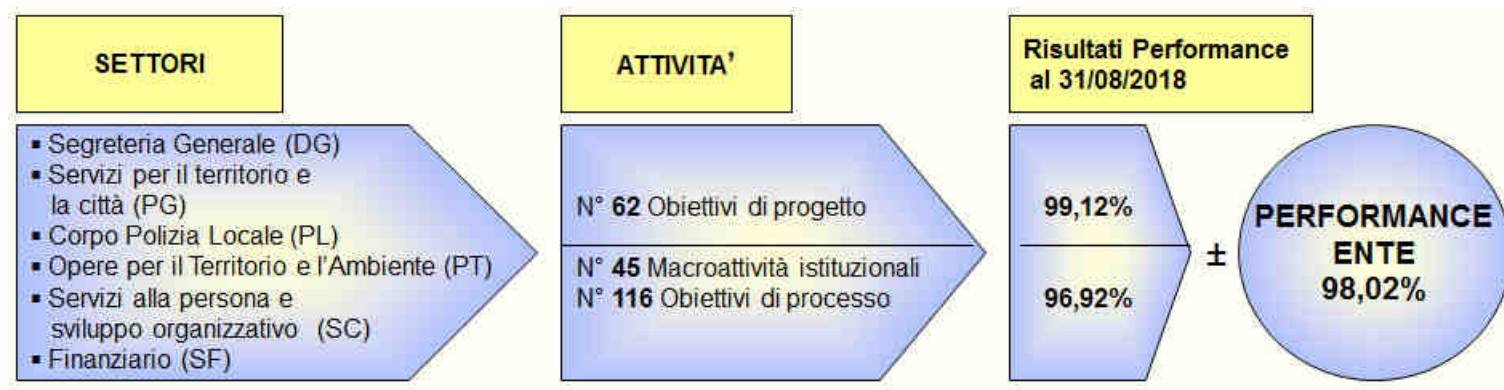 SETTORI
▪ Segreteria Generale (DG)
▪ Servizi per il territorio e
la città (PG)
▪ Corpo Polizia Locale (PL)
▪ Opere per il Territorio e l'Ambiente (PT)
▪ Servizi alla persona e
sviluppo organizzativo (SC)
▪ Finanziario (SF)
ATTIVITA’
N° 62 Obiettivi di progetto
N° 45 Macroattività istituzionali
N° 116 Obiettivi di processo
Risultati Performance
al 31/08/2018
99,12%
96,92%
±
PERFORMANCE
ENTE
98,02%